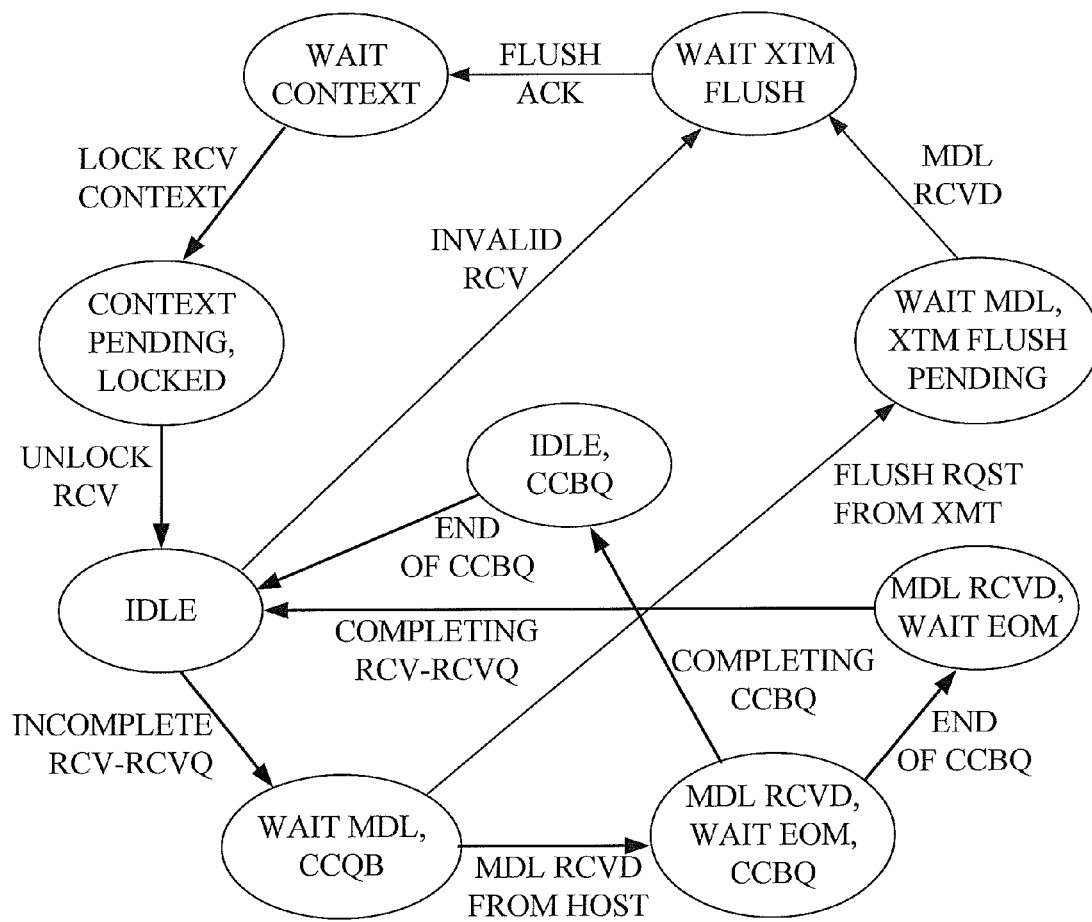 WAIT
CONTEXT
FLUSH
ACK
WAIT XTM
FLUSH
LOCK RCV
CONTEXT
MDL
RCVD
INVALID
RCV
CONTEXT
PENDING,
LOCKED
WAIT MDL,
XTM FLUSH
PENDING
UNLOCK
RCV
IDLE,
CCBQ
FLUSH RQST
FROM XMT
END
OF CCBQ
IDLE
MDL RCVD,
WAIT EOM
COMPLETING
RCV-RCVQ
COMPLETING
CCBQ
INCOMPLETE
RCV-RCVQ
END
OF CCBQ
WAIT MDL,
CCQB
MDL RCVD
FROM HOST
MDL RCVD,
WAIT EOM,
CCBQ